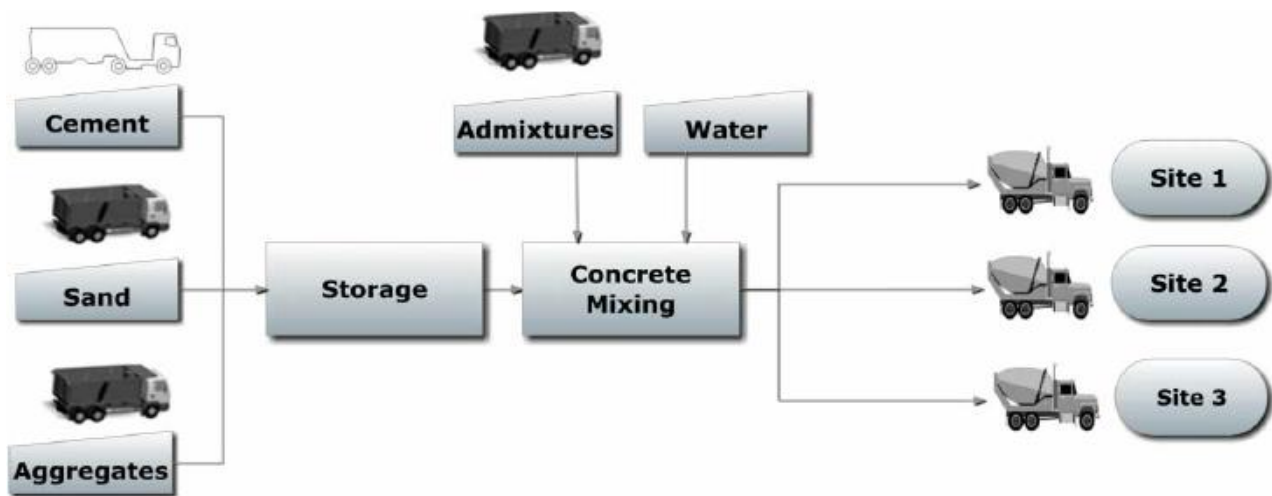 Cement
Admixtures
Water
Sand
Storage
Concrete
Mixing
Aggregates
Site 1
Site 2
Site 3